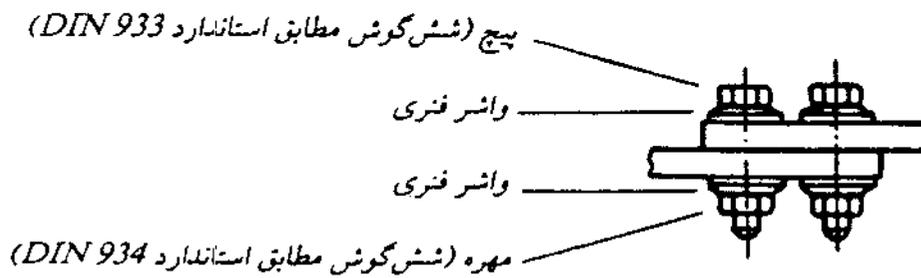 پیچ (شش‌گوش مطابق استاندارد DIN 933)
واشر فنری
واشر فنری
مهره (شش‌گوش مطابق استاندارد DIN 934)